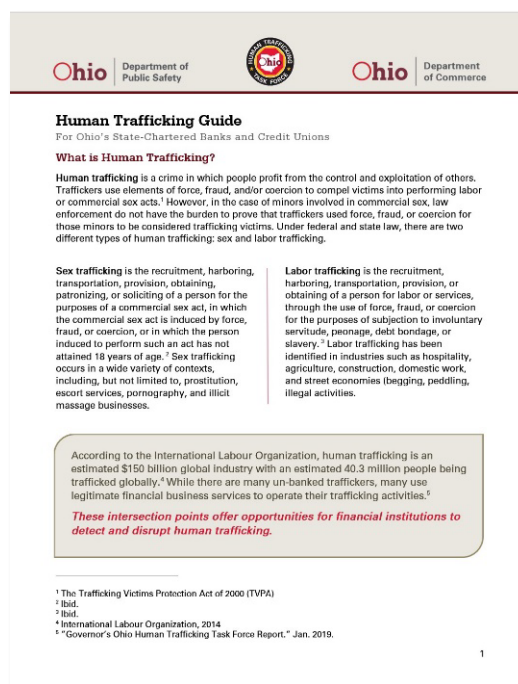 Ohio
Department of
Public Safety
HUMAN TRAFFICKING
Ohio
TASK FORCE
Ohio
Department
of Commerce
Human Trafficking Guide
For Ohio's State-Chartered Banks and Credit Unions
What is Human Trafficking?
Human trafficking is a crime in which people profit from the control and exploitation of others.
Traffickers use elements of force, fraud, and/or coercion to compel victims into performing labor
or commercial sex acts.¹ However, in the case of minors involved in commercial sex, law
enforcement do not have the burden to prove that traffickers used force, fraud, or coercion for
those minors to be considered trafficking victims. Under federal and state law, there are two
different types of human trafficking: sex and labor trafficking.
Sex trafficking is the recruitment, harboring,
transportation, provision, obtaining,
patronizing, or soliciting of a person for the
purposes of a commercial sex act, in which
the commercial sex act is induced by force,
fraud, or coercion, or in which the person
induced to perform such an act has not
attained 18 years of age.² Sex trafficking
occurs in a wide variety of contexts,
including, but not limited to, prostitution,
escort services, pornography, and illicit
massage businesses.
Labor trafficking is the recruitment,
harboring, transportation, provision, or
obtaining of a person for labor or services,
through the use of force, fraud, or coercion
for the purposes of subjection to involuntary
servitude, peonage, debt bondage, or
slavery.³ Labor trafficking has been
identified in industries such as hospitality,
agriculture, construction, domestic work,
and street economies (begging, peddling,
illegal activities.
According to the International Labour Organization, human trafficking is an
estimated $150 billion global industry with an estimated 40.3 million people being
trafficked globally.⁴ While there are many un-banked traffickers, many use
legitimate financial business services to operate their trafficking activities.⁵
These intersection points offer opportunities for financial institutions to
detect and disrupt human trafficking.
¹ The Trafficking Victims Protection Act of 2000 (TVPA)
² Ibid.
³ Ibid.
⁴ International Labour Organization, 2014
⁵ "Governor's Ohio Human Trafficking Task Force Report." Jan. 2019.
1